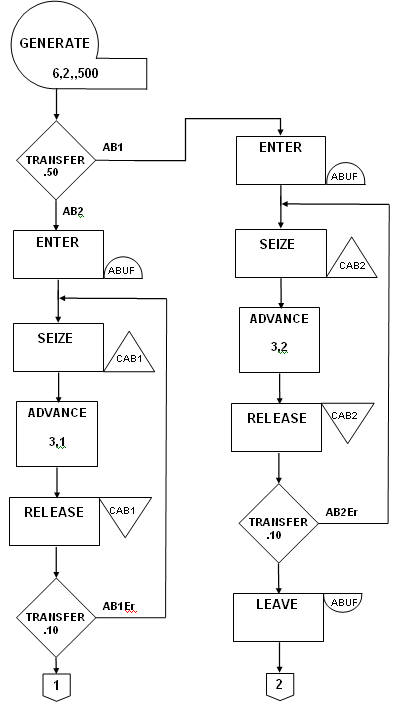 GENERATE
6,2,,500
TRANSFER
.50
AB1
AB2
ENTER
ABUF
SEIZE
CAB1
ADVANCE
3,1
RELEASE
CAB1
TRANSFER
.10
AB1Er
1
ENTER
ABUF
SEIZE
CAB2
ADVANCE
3,2
RELEASE
CAB2
TRANSFER
.10
AB2Er
LEAVE
ABUF
2